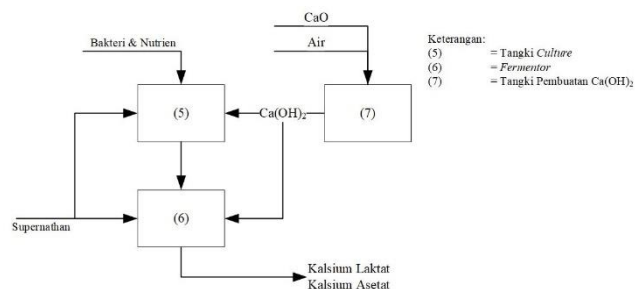 CaO
Air
Bakteri & Nutrien
Keterangan:
(5) = Tangki Culture
(6) = Fermentor
(7) = Tangki Pembuatan Ca(OH)2
(5)
Ca(OH)2
(7)
(6)
Supernathan
Kalsium Laktat
Kalsium Asetat